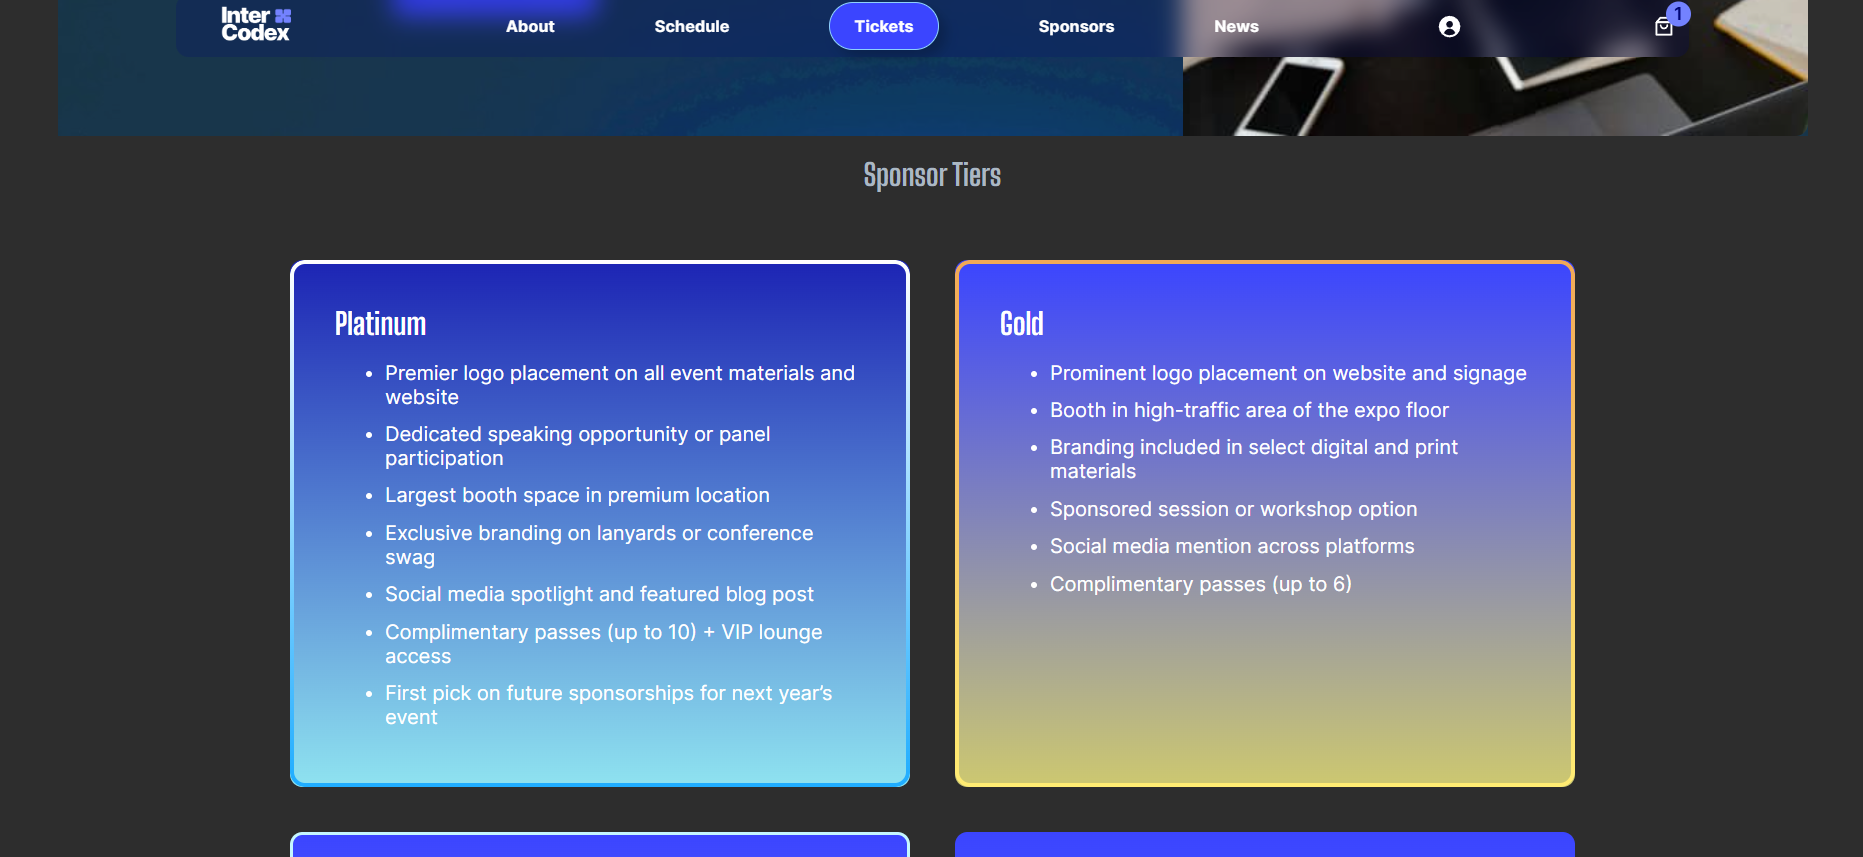 Inter
Codex
About
Schedule
Tickets
Sponsors
News
1
Sponsor Tiers
Platinum
• Premier logo placement on all event materials and
website
• Dedicated speaking opportunity or panel
participation
• Largest booth space in premium location
• Exclusive branding on lanyards or conference
swag
• Social media spotlight and featured blog post
• Complimentary passes (up to 10) + VIP lounge
access
• First pick on future sponsorships for next year’s
event
Gold
• Prominent logo placement on website and signage
• Booth in high-traffic area of the expo floor
• Branding included in select digital and print
materials
• Sponsored session or workshop option
• Social media mention across platforms
• Complimentary passes (up to 6)